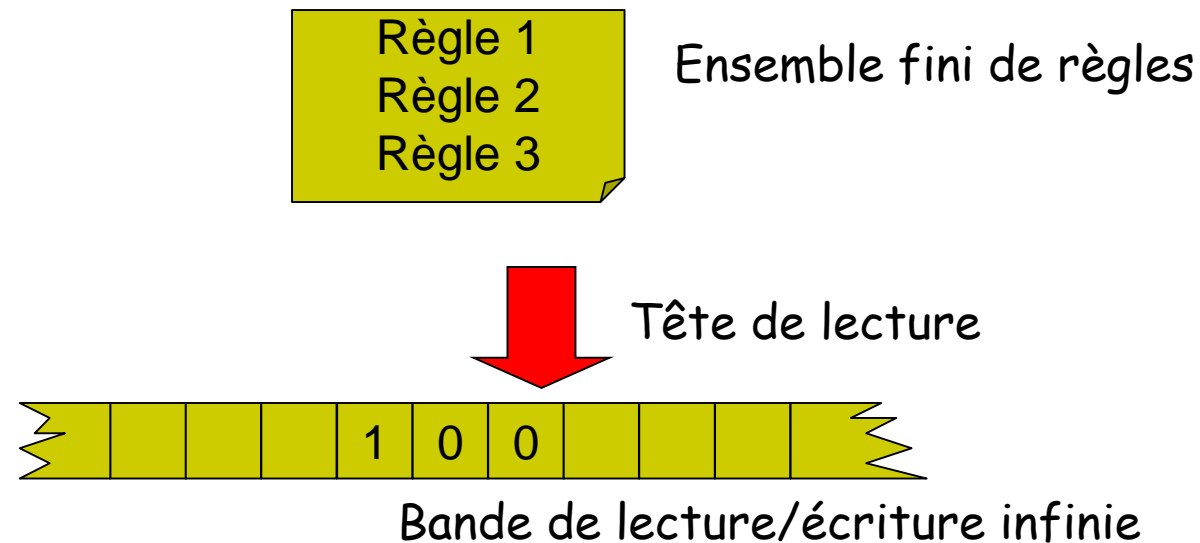 Règle 1
Règle 2
Règle 3
Ensemble fini de règles
Tête de lecture
1 0 0
Bande de lecture/écriture infinie